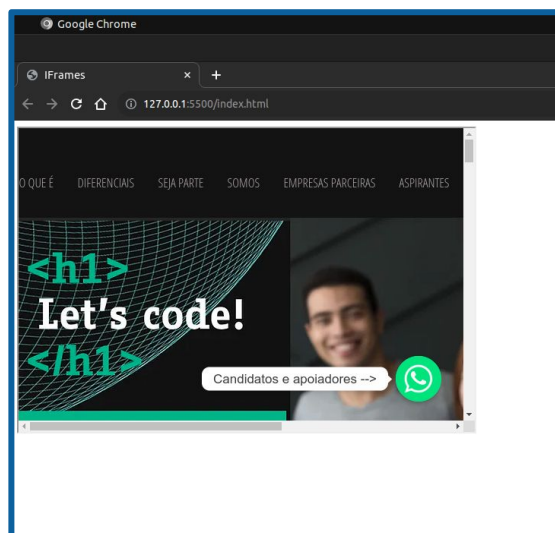 Google Chrome
IFrames × +
127.0.0.1:5500/index.html
O QUE É DIFERENCIAIS SEJA PARTE SOMOS EMPRESAS PARCEIRAS ASPIRANTES
<h1>
Let's code!
</h1>
Candidatos e apoiadores -->